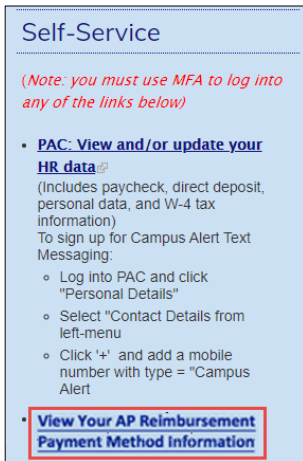 Self-Service
(Note: you must use MFA to log into
any of the links below)
• PAC: View and/or update your
HR data
(Includes paycheck, direct deposit,
personal data, and W-4 tax
information)
To sign up for Campus Alert Text
Messaging:
◦ Log into PAC and click
"Personal Details"
◦ Select "Contact Details from
left-menu
◦ Click '+' and add a mobile
number with type = "Campus
Alert
• View Your AP Reimbursement
Payment Method Information